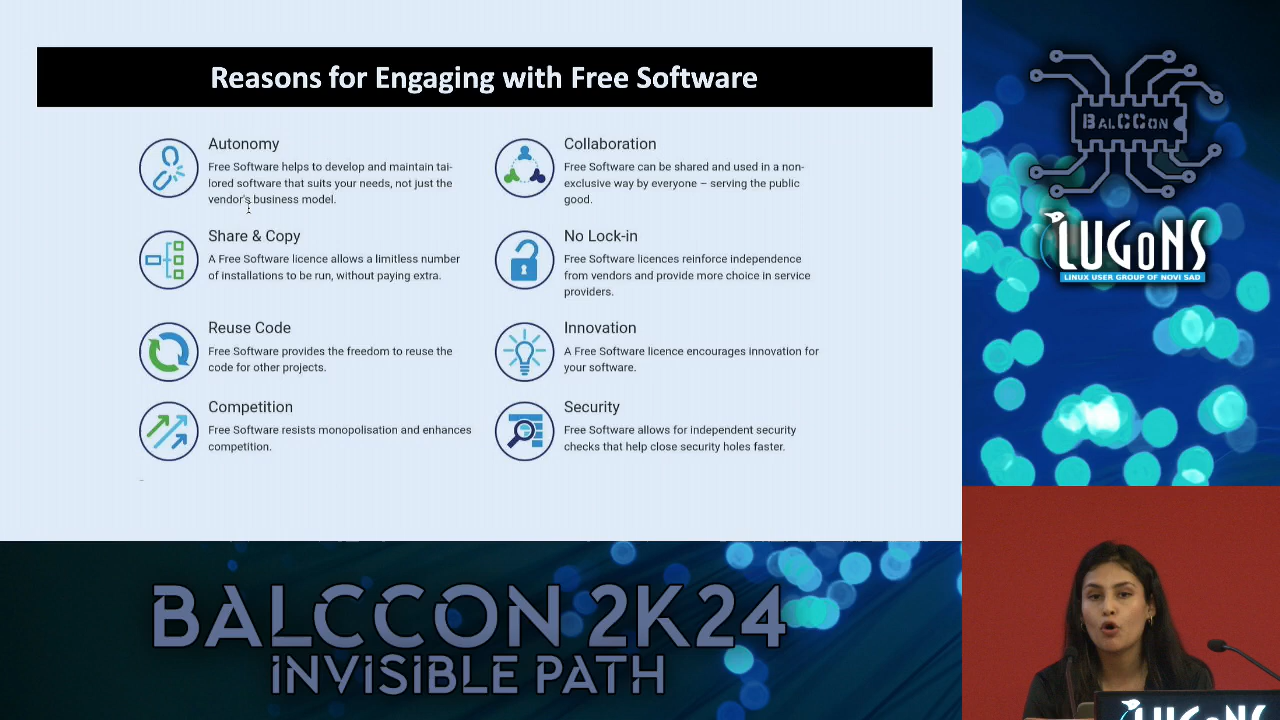 Reasons for Engaging with Free Software
Autonomy
Free Software helps to develop and maintain tai-
lored software that suits your needs, not just the
vendor's business model.
Collaboration
Free Software can be shared and used in a non-
exclusive way by everyone – serving the public
good.
Share & Copy
A Free Software licence allows a limitless number
of installations to be run, without paying extra.
No Lock-in
Free Software licences reinforce independence
from vendors and provide more choice in service
providers.
Reuse Code
Free Software provides the freedom to reuse the
code for other projects.
Innovation
A Free Software licence encourages innovation for
your software.
Competition
Free Software resists monopolisation and enhances
competition.
Security
Free Software allows for independent security
checks that help close security holes faster.
BALCCON
LUGONS
LINUX USER GROUP OF NOVI SAD
BALCCON 2K24
INVISIBLE PATH
LUGONS